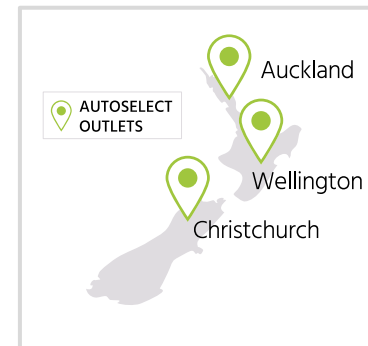 Auckland
AUTOSELECT
OUTLETS
Wellington
Christchurch